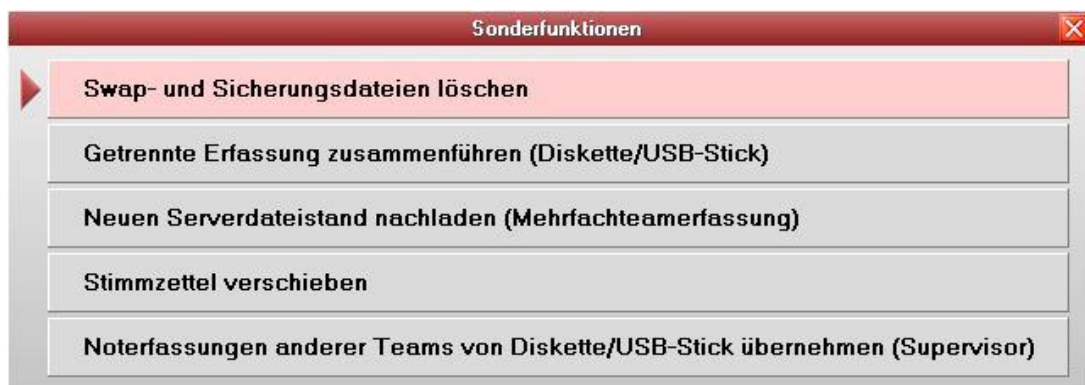 Sonderfunktionen
Swap- und Sicherungsdateien löschen
Getrennte Erfassung zusammenführen (Diskette/USB-Stick)
Neuen Serverdateistand nachladen (Mehrfachteamerfassung)
Stimmzettel verschieben
Noterfassungen anderer Teams von Diskette/USB-Stick übernehmen (Supervisor)